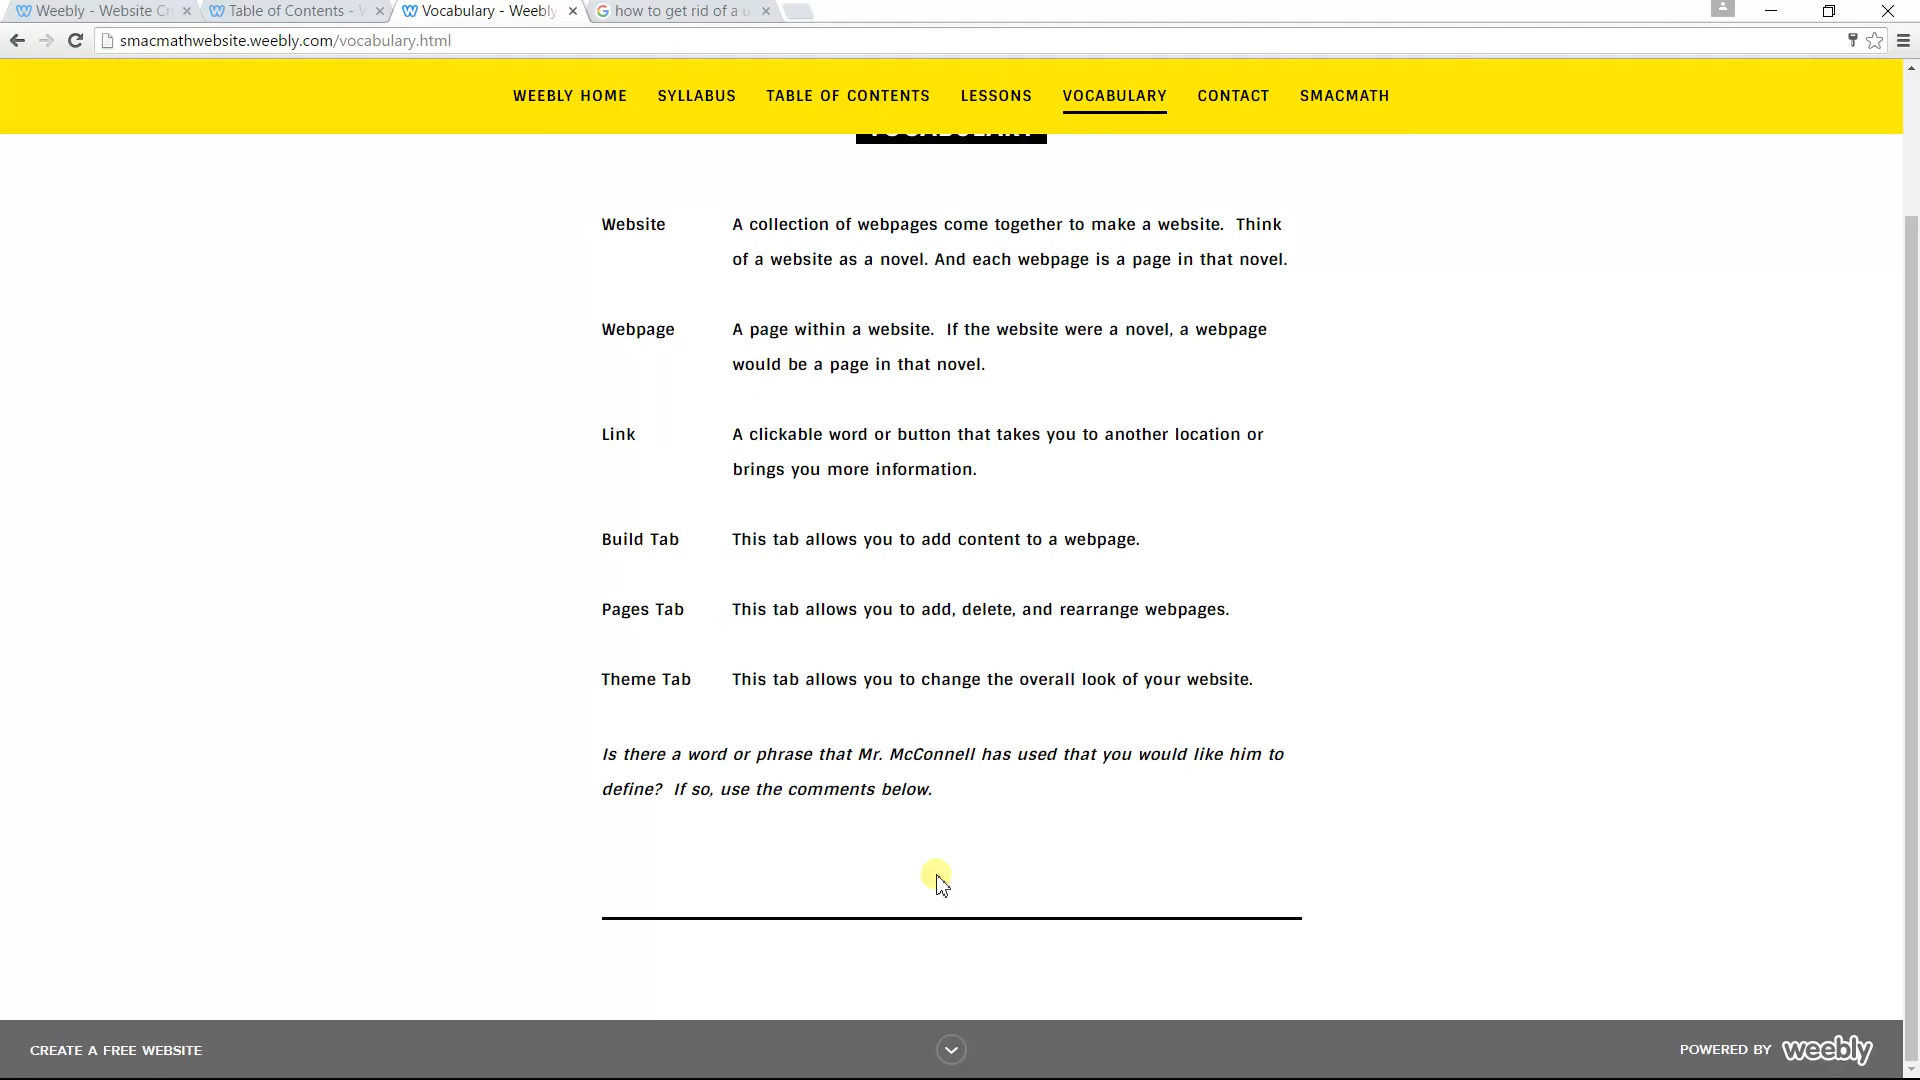 Weebly - Website Cr
Table of Contents -
Vocabulary - Weebly
how to get rid of a
smacmathwebsite.weebly.com/vocabulary.html
WEEBLY HOME
SYLLABUS
TABLE OF CONTENTS
LESSONS
VOCABULARY
CONTACT
SMACMATH
VOCABULARY
Website A collection of webpages come together to make a website. Think
of a website as a novel. And each webpage is a page in that novel.
Webpage A page within a website. If the website were a novel, a webpage
would be a page in that novel.
Link A clickable word or button that takes you to another location or
brings you more information.
Build Tab This tab allows you to add content to a webpage.
Pages Tab This tab allows you to add, delete, and rearrange webpages.
Theme Tab This tab allows you to change the overall look of your website.
Is there a word or phrase that Mr. McConnell has used that you would like him to
define? If so, use the comments below.
CREATE A FREE WEBSITE
POWERED BY weebly